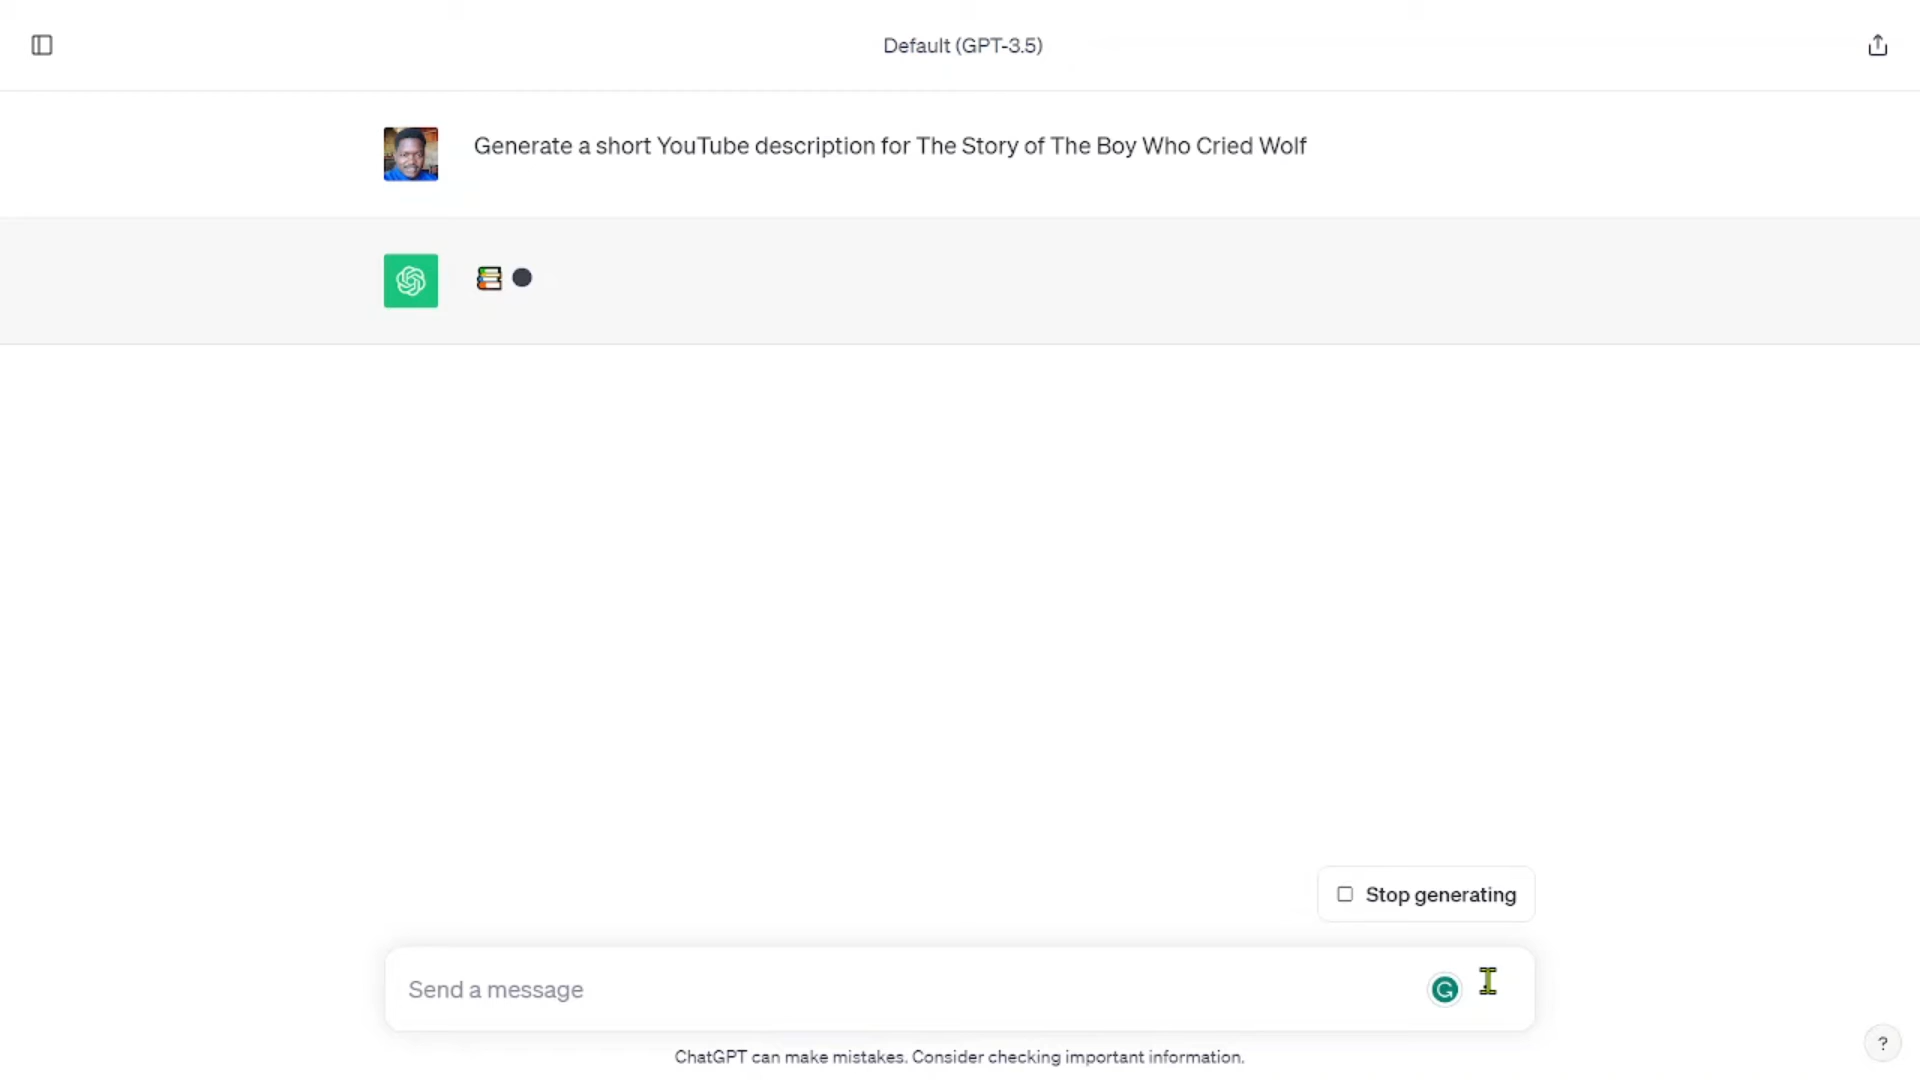 Default (GPT-3.5)
Generate a short YouTube description for The Story of The Boy Who Cried Wolf
📚
Stop generating
Send a message
G
ChatGPT can make mistakes. Consider checking important information.
?